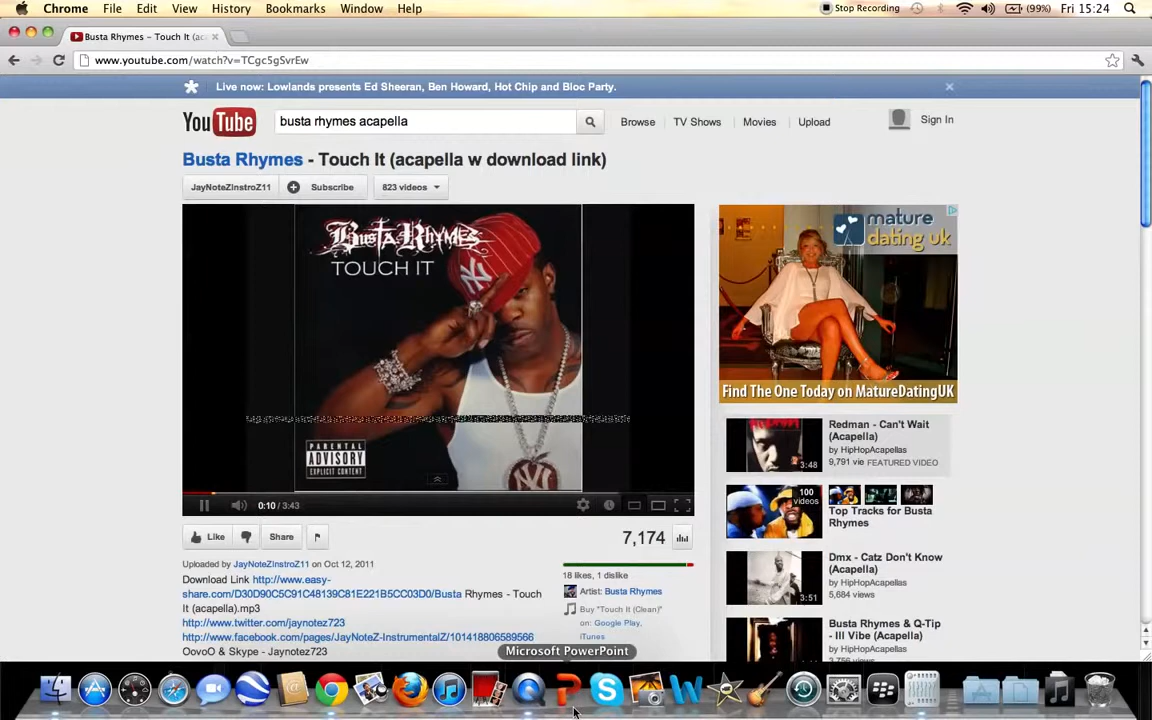 Chrome File Edit View History Bookmarks Window Help Stop Recording (99%) Fri 15:24
Busta Rhymes - Touch It (ac
www.youtube.com/watch?v=TCgc5gSvrEw
Live now: Lowlands presents Ed Sheeran, Ben Howard, Hot Chip and Bloc Party.
YouTube busta rhymes acapella Browse TV Shows Movies Upload Sign In
Busta Rhymes - Touch It (acapella w download link)
JayNoteZInstroZ11 Subscribe 823 videos
BUSTA RHYMES
TOUCH IT
PARENTAL
ADVISORY
EXPLICIT CONTENT
0:10 / 3:43
mature
dating uk
Find The One Today on MatureDatingUK
Like Share 7,174
Uploaded by JayNoteZInstroZ11 on Oct 12, 2011
Download Link http://www.easy-
share.com/D30D90C5C91C48139C81E221B5CC03D0/Busta Rhymes - Touch
It (acapella).mp3
http://www.twitter.com/jaynotez723
http://www.facebook.com/pages/JayNoteZ-InstrumentalZ/101418806589566
OovoO & Skype - Jaynotez723
18 likes, 1 dislike
Artist: Busta Rhymes
Buy "Touch It (Clean)"
on: Google Play,
iTunes
Redman - Can't Wait
(Acapella)
by HipHopAcapellas
9,791 vie FEATURED VIDEO
3:48
100
videos
Top Tracks for Busta
Rhymes
Dmx - Catz Don't Know
(Acapella)
by HipHopAcapellas
5,684 views
3:51
Busta Rhymes & Q-Tip
- Ill Vibe (Acapella)
by HipHopAcapellas
3,756 views
Microsoft PowerPoint